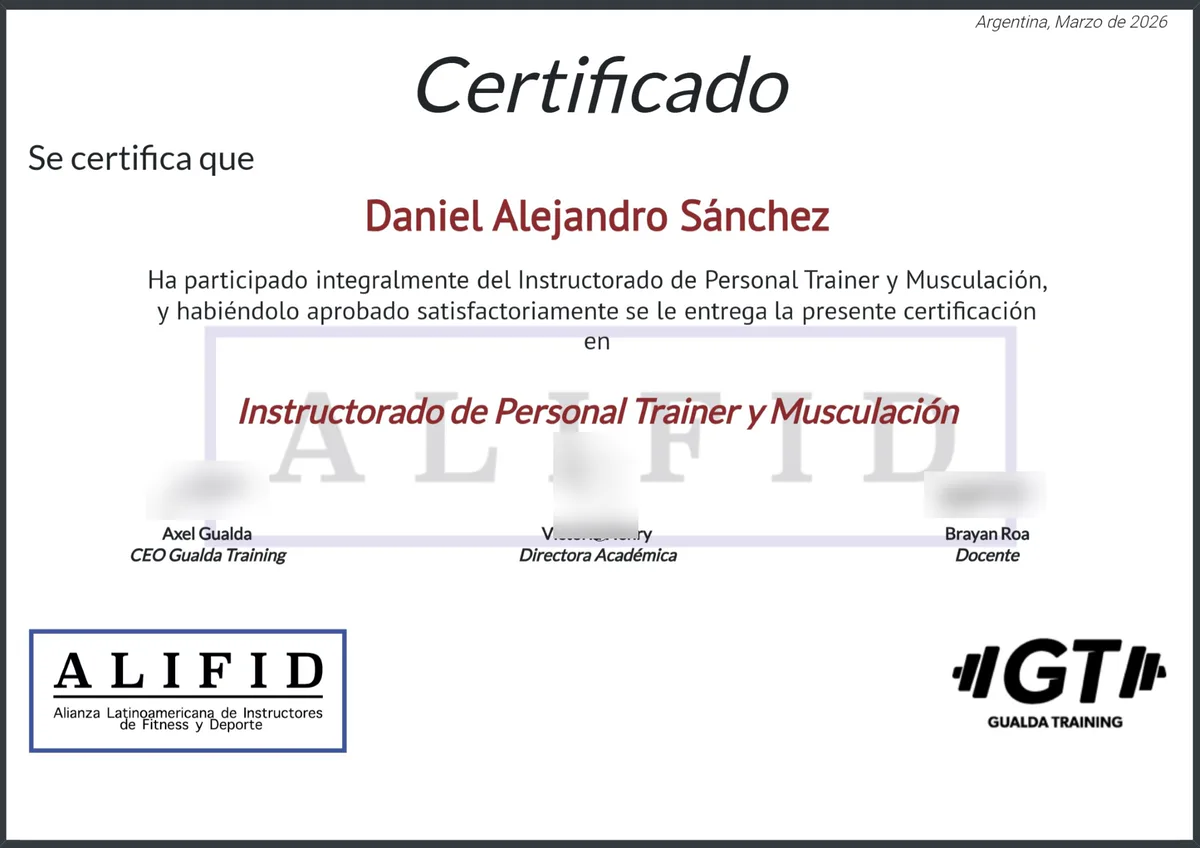 Argentina, Marzo de 2026
Certificado
Se certifica que
Daniel Alejandro Sánchez
Ha participado integralmente del Instructorado de Personal Trainer y Musculación,
y habiéndolo aprobado satisfactoriamente se le entrega la presente certificación
en
ALIFID
Instructorado de Personal Trainer y Musculación
Axel Gualda
CEO Gualda Training
Directora Académica
Brayan Roa
Docente
ALIFID
Alianza Latinoamericana de Instructores
de Fitness y Deporte
GT
GUALDA TRAINING